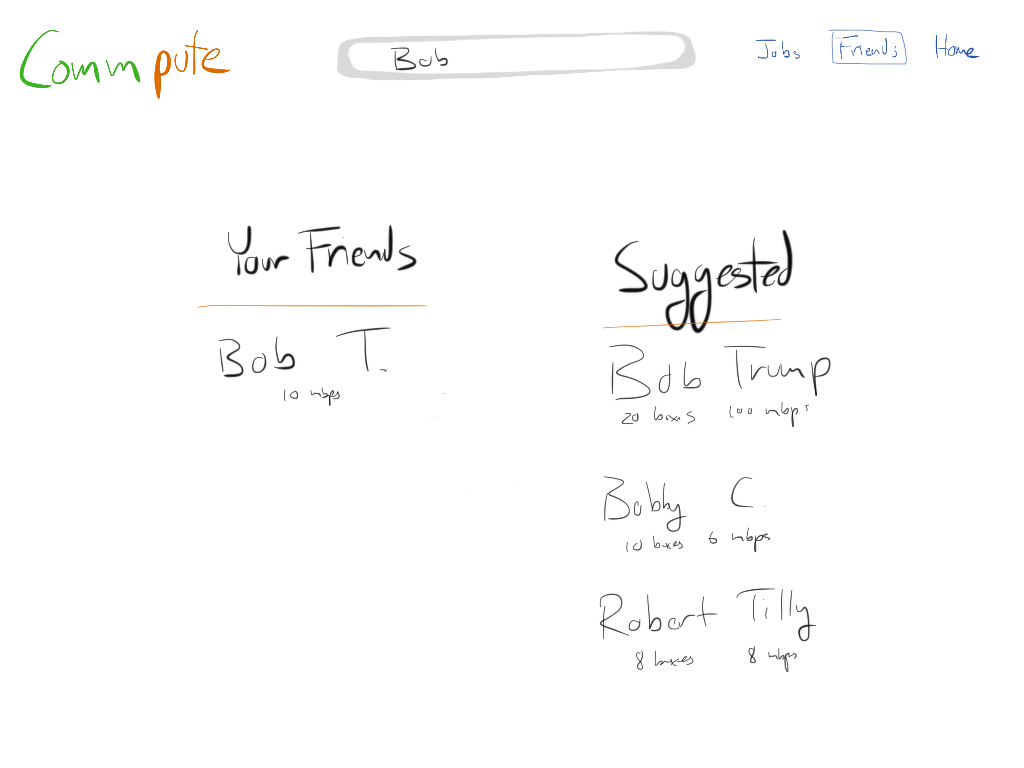 Commpute
Bob
Jobs Friends Home
Your Friends
Bob T.
10 mbps
Suggested
Bob Trump
20 boxes 100 mbps
Bobby C.
10 boxes 6 mbps
Robert Tilly
8 boxes 8 mbps